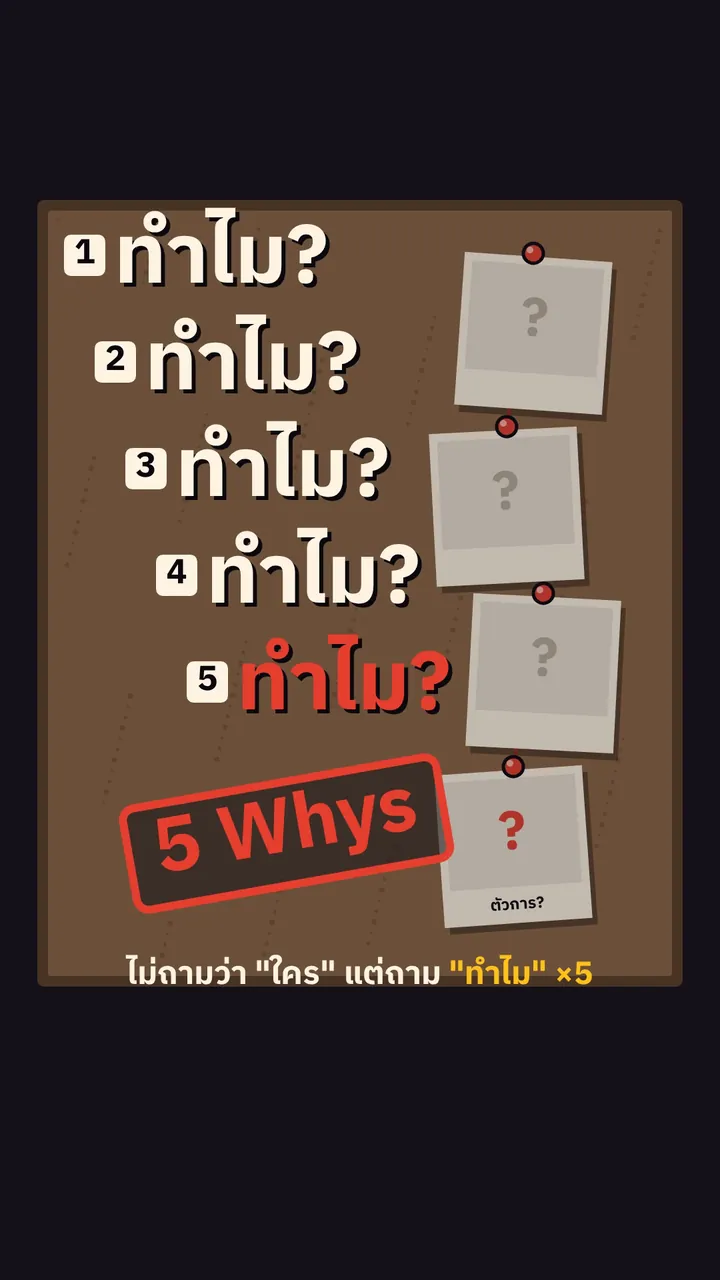 1 ทำไม?
?
2 ทำไม?
3 ทำไม?
?
4 ทำไม?
5 ทำไม?
?
5 Whys
?
ตัวการ?
ไม่ถามว่า "ใคร" แต่ถาม "ทำไม" ×5